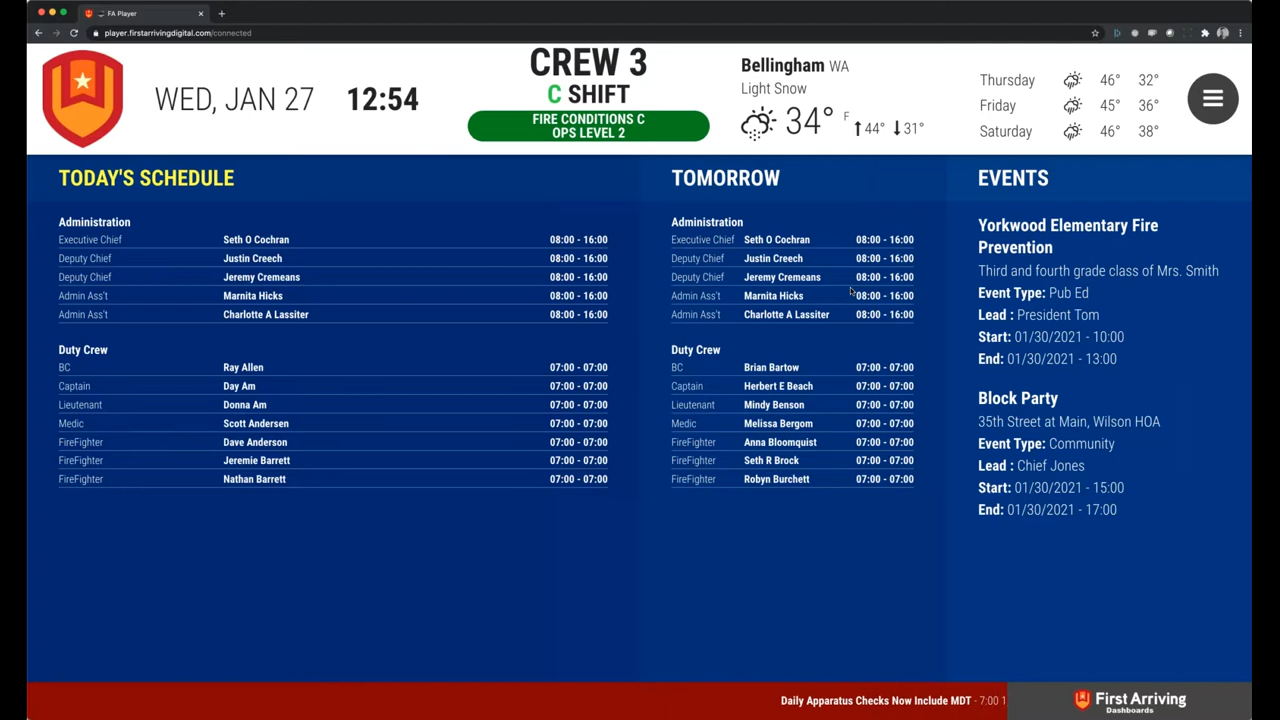 FA Player
player.firstarrivingdigital.com/connected
WED, JAN 27
12:54
CREW 3
C SHIFT
FIRE CONDITIONS C
OPS LEVEL 2
Bellingham WA
Light Snow
34° F 44° 31°
Thursday 46° 32°
Friday 45° 36°
Saturday 46° 38°
TODAY'S SCHEDULE
Administration
Executive Chief Seth O Cochran 08:00 - 16:00
Deputy Chief Justin Creech 08:00 - 16:00
Deputy Chief Jeremy Cremeans 08:00 - 16:00
Admin Ass't Marnita Hicks 08:00 - 16:00
Admin Ass't Charlotte A Lassiter 08:00 - 16:00
Duty Crew
BC Ray Allen 07:00 - 07:00
Captain Day Am 07:00 - 07:00
Lieutenant Donna Am 07:00 - 07:00
Medic Scott Andersen 07:00 - 07:00
FireFighter Dave Anderson 07:00 - 07:00
FireFighter Jeremie Barrett 07:00 - 07:00
FireFighter Nathan Barrett 07:00 - 07:00
TOMORROW
Administration
Executive Chief Seth O Cochran 08:00 - 16:00
Deputy Chief Justin Creech 08:00 - 16:00
Deputy Chief Jeremy Cremeans 08:00 - 16:00
Admin Ass't Marnita Hicks 08:00 - 16:00
Admin Ass't Charlotte A Lassiter 08:00 - 16:00
Duty Crew
BC Brian Bartow 07:00 - 07:00
Captain Herbert E Beach 07:00 - 07:00
Lieutenant Mindy Benson 07:00 - 07:00
Medic Melissa Bergom 07:00 - 07:00
FireFighter Anna Bloomquist 07:00 - 07:00
FireFighter Seth R Brock 07:00 - 07:00
FireFighter Robyn Burchett 07:00 - 07:00
EVENTS
Yorkwood Elementary Fire
Prevention
Third and fourth grade class of Mrs. Smith
Event Type: Pub Ed
Lead : President Tom
Start: 01/30/2021 - 10:00
End: 01/30/2021 - 13:00
Block Party
35th Street at Main, Wilson HOA
Event Type: Community
Lead : Chief Jones
Start: 01/30/2021 - 15:00
End: 01/30/2021 - 17:00
Daily Apparatus Checks Now Include MDT - 7:00 1
First Arriving
Dashboards